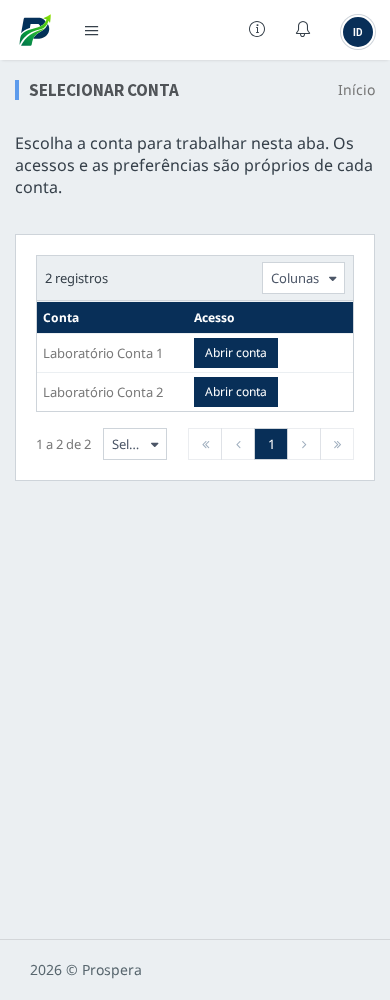 ID
SELECIONAR CONTA
Início
Escolha a conta para trabalhar nesta aba. Os
acessos e as preferências são próprios de cada
conta.
2 registros
Colunas
Conta
Acesso
Laboratório Conta 1
Abrir conta
Laboratório Conta 2
Abrir conta
1 a 2 de 2
Sel...
«
‹
1
›
»
2026 © Prospera